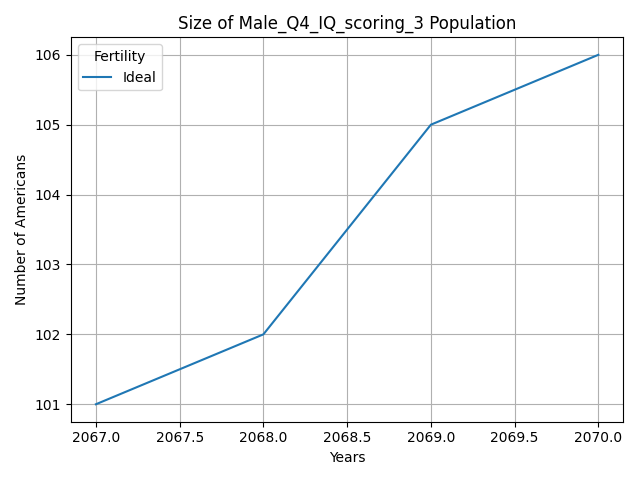 Size of Male_Q4_IQ_scoring_3 Population
Fertility
Ideal
Number of Americans
106
105
104
103
102
101
2067.0 2067.5 2068.0 2068.5 2069.0 2069.5 2070.0
Years